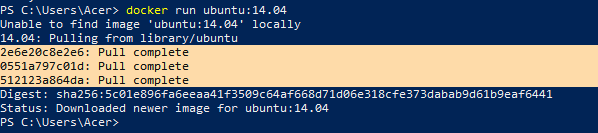 PS C:\Users\Acer> docker run ubuntu:14.04
Unable to find image 'ubuntu:14.04' locally
14.04: Pulling from library/ubuntu
2e6e20c8e2e6: Pull complete
0551a797c01d: Pull complete
512123a864da: Pull complete
Digest: sha256:5c01e896fa6eeaa41f3509c64af668d71d06e318cfe373dabab9d61b9eaf6441
Status: Downloaded newer image for ubuntu:14.04
PS C:\Users\Acer>